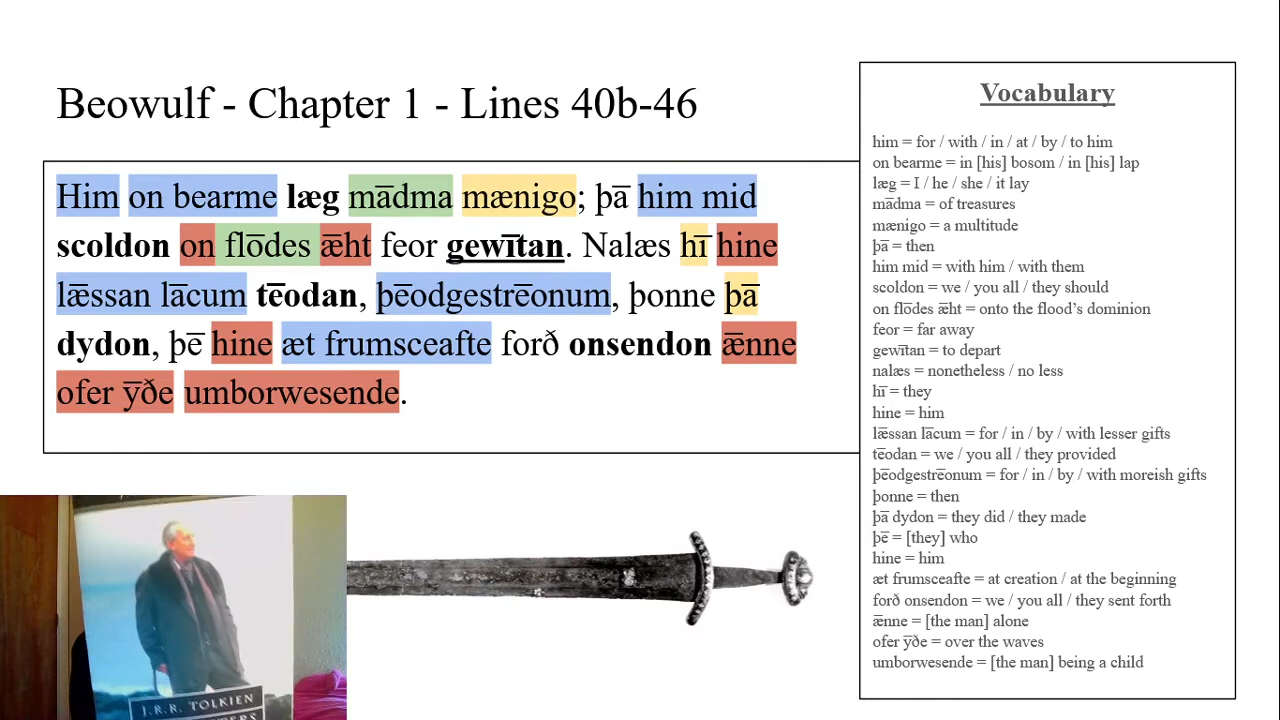 Beowulf - Chapter 1 - Lines 40b-46
Him on bearme læg mādma mænigo; þā him mid
scoldon on flōdes ǣht feor gewītan. Nalæs hī hine
lǣssan lācum tēodan, þēodgestrēonum, þonne þā
dydon, þē hine æt frumsceafte forð onsendon ǣnne
ofer ȳðe umborwesende.
Vocabulary
him = for / with / in / at / by / to him
on bearme = in [his] bosom / in [his] lap
læg = I / he / she / it lay
mādma = of treasures
mænigo = a multitude
þā = then
him mid = with him / with them
scoldon = we / you all / they should
on flōdes ǣht = onto the flood's dominion
feor = far away
gewītan = to depart
nalæs = nonetheless / no less
hī = they
hine = him
lǣssan lācum = for / in / by / with lesser gifts
tēodan = we / you all / they provided
þēodgestrēonum = for / in / by / with moreish gifts
þonne = then
þā dydon = they did / they made
þē = [they] who
hine = him
æt frumsceafte = at creation / at the beginning
forð onsendon = we / you all / they sent forth
ǣnne = [the man] alone
ofer ȳðe = over the waves
umborwesende = [the man] being a child
J.R.R. TOLKIEN